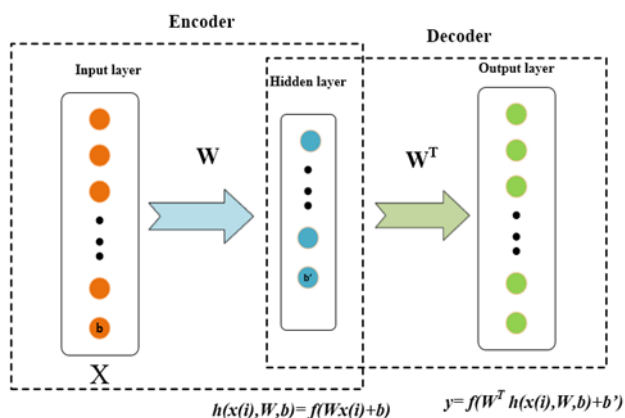 Encoder
Decoder
Input layer
Hidden layer
Output layer
W
W^T
b'
b
X
h(x(i),W,b)= f(Wx(i)+b)
y= f(W^T h(x(i),W,b)+b')